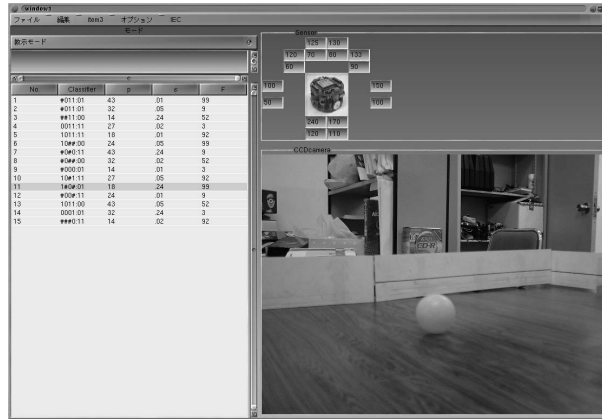 Window1
ファイル 編集 item3 オプション IEC
モード
教示モード
No. Classifier p ε F
1 #011:01 43 .01 99
2 #011:01 32 .05 9
3 ##11:00 14 .24 52
4 0011:11 27 .02 3
5 1011:11 18 .01 92
6 10##:00 24 .05 99
7 #0#0:11 43 .24 9
8 #0##:00 32 .02 52
9 #000:01 14 .01 3
10 10#1:11 27 .05 92
11 1#0#:01 18 .24 99
12 #00#:11 24 .01 9
13 1011:00 43 .05 52
14 0001:01 32 .24 3
15 ###0:11 14 .02 92
Sensor
125 130
120 70 80 133
60 90
100 150
50 100
240 170
120 110
CCDcamera
CD-R